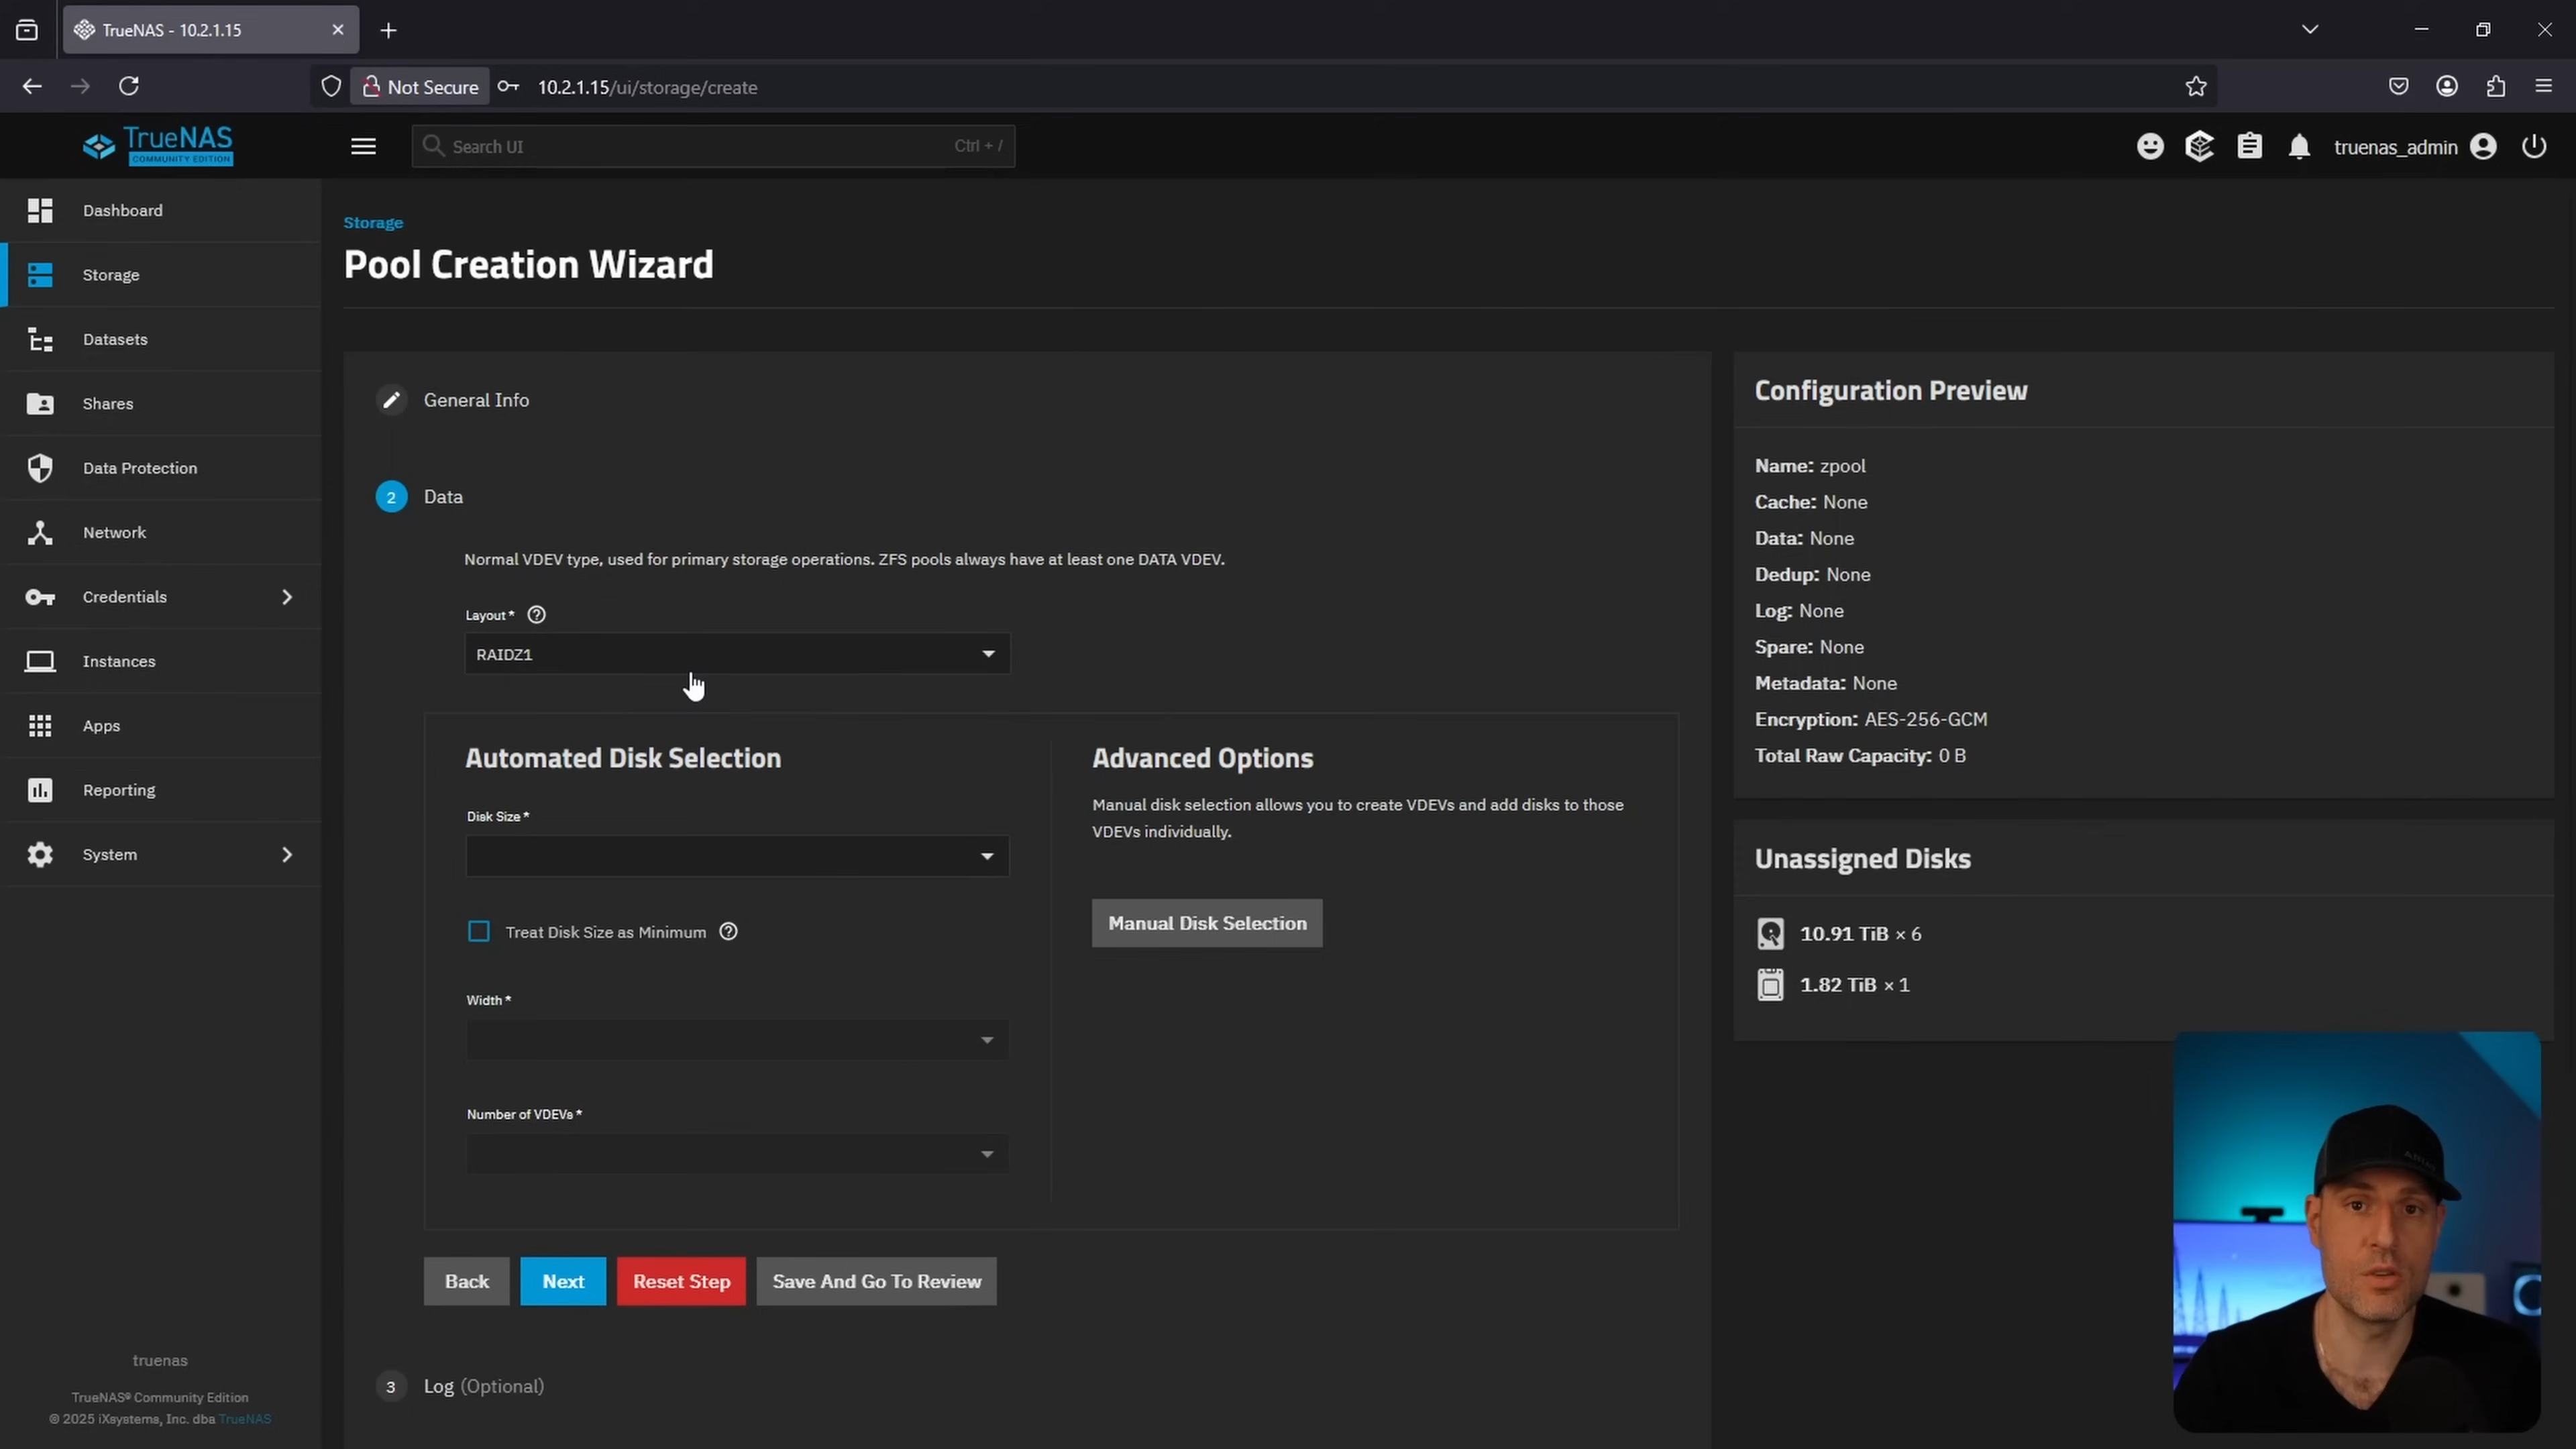 TrueNAS - 10.2.1.15
Not Secure
10.2.1.15/ui/storage/create
TrueNAS
COMMUNITY EDITION
Search UI
Ctrl + /
truenas_admin
Dashboard
Storage
Datasets
Shares
Data Protection
Network
Credentials
Instances
Apps
Reporting
System
truenas
TrueNAS® Community Edition
© 2025 iXsystems, Inc. dba TrueNAS
Storage
Pool Creation Wizard
General Info
2
Data
Normal VDEV type, used for primary storage operations. ZFS pools always have at least one DATA VDEV.
Layout *
RAIDZ1
Automated Disk Selection
Disk Size *
Treat Disk Size as Minimum
Width *
Number of VDEVs *
Advanced Options
Manual disk selection allows you to create VDEVs and add disks to those
VDEVs individually.
Manual Disk Selection
Back
Next
Reset Step
Save And Go To Review
3
Log (Optional)
Configuration Preview
Name: zpool
Cache: None
Data: None
Dedup: None
Log: None
Spare: None
Metadata: None
Encryption: AES-256-GCM
Total Raw Capacity: 0 B
Unassigned Disks
10.91 TiB × 6
1.82 TiB × 1